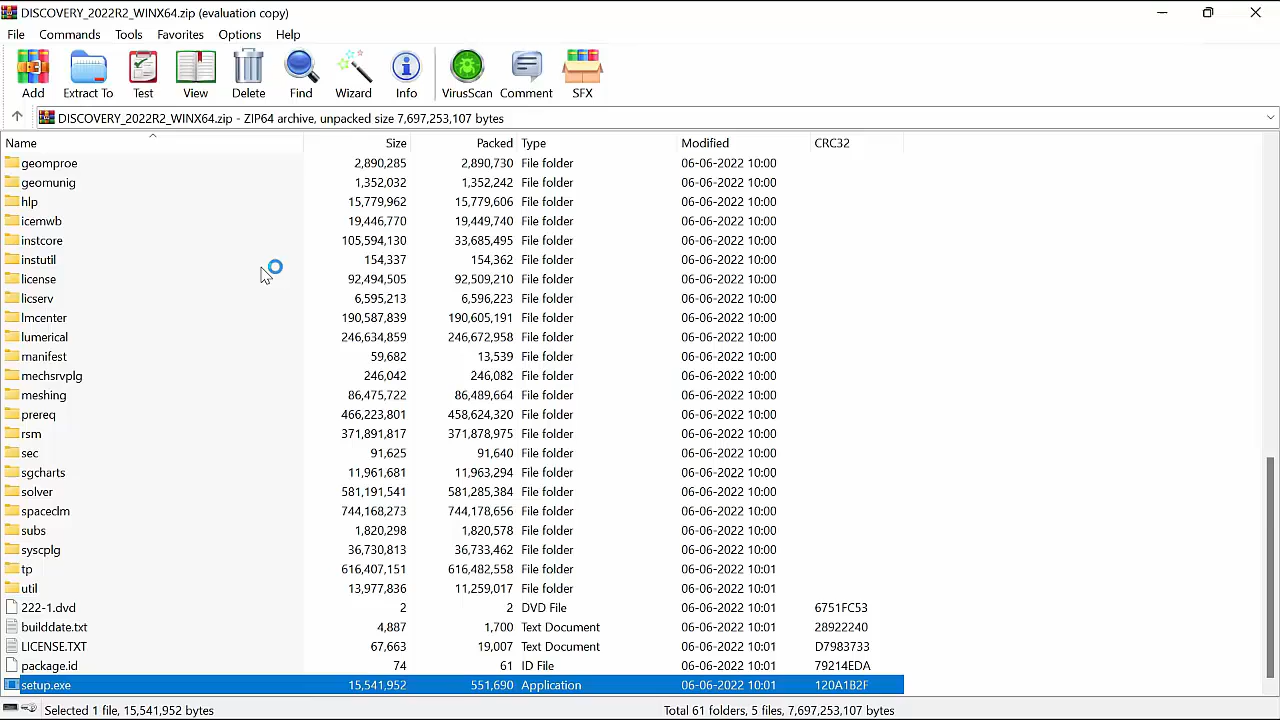 DISCOVERY_2022R2_WINX64.zip (evaluation copy)
File Commands Tools Favorites Options Help
Add Extract To Test View Delete Find Wizard Info VirusScan Comment SFX
DISCOVERY_2022R2_WINX64.zip - ZIP64 archive, unpacked size 7,697,253,107 bytes
Name Size Packed Type Modified CRC32
geomproe 2,890,285 2,890,730 File folder 06-06-2022 10:00
geomunig 1,352,032 1,352,242 File folder 06-06-2022 10:00
hlp 15,779,962 15,779,606 File folder 06-06-2022 10:00
icemwb 19,446,770 19,449,740 File folder 06-06-2022 10:00
instcore 105,594,130 33,685,495 File folder 06-06-2022 10:00
instutil 154,337 154,362 File folder 06-06-2022 10:00
license 92,494,505 92,509,210 File folder 06-06-2022 10:00
licserv 6,595,213 6,596,223 File folder 06-06-2022 10:00
lmcenter 190,587,839 190,605,191 File folder 06-06-2022 10:00
lumerical 246,634,859 246,672,958 File folder 06-06-2022 10:00
manifest 59,682 13,539 File folder 06-06-2022 10:00
mechsrvplg 246,042 246,082 File folder 06-06-2022 10:00
meshing 86,475,722 86,489,664 File folder 06-06-2022 10:00
prereq 466,223,801 458,624,320 File folder 06-06-2022 10:00
rsm 371,891,817 371,878,975 File folder 06-06-2022 10:00
sec 91,625 91,640 File folder 06-06-2022 10:00
sgcharts 11,961,681 11,963,294 File folder 06-06-2022 10:00
solver 581,191,541 581,285,384 File folder 06-06-2022 10:00
spaceclm 744,168,273 744,178,656 File folder 06-06-2022 10:00
subs 1,820,298 1,820,578 File folder 06-06-2022 10:00
syscplg 36,730,813 36,733,462 File folder 06-06-2022 10:00
tp 616,407,151 616,482,558 File folder 06-06-2022 10:01
util 13,977,836 11,259,017 File folder 06-06-2022 10:01
222-1.dvd 2 2 DVD File 06-06-2022 10:01 6751FC53
builddate.txt 4,887 1,700 Text Document 06-06-2022 10:01 28922240
LICENSE.TXT 67,663 19,007 Text Document 06-06-2022 10:01 D7983733
package.id 74 61 ID File 06-06-2022 10:01 79214EDA
setup.exe 15,541,952 551,690 Application 06-06-2022 10:01 120A1B2F
Selected 1 file, 15,541,952 bytes Total 61 folders, 5 files, 7,697,253,107 bytes